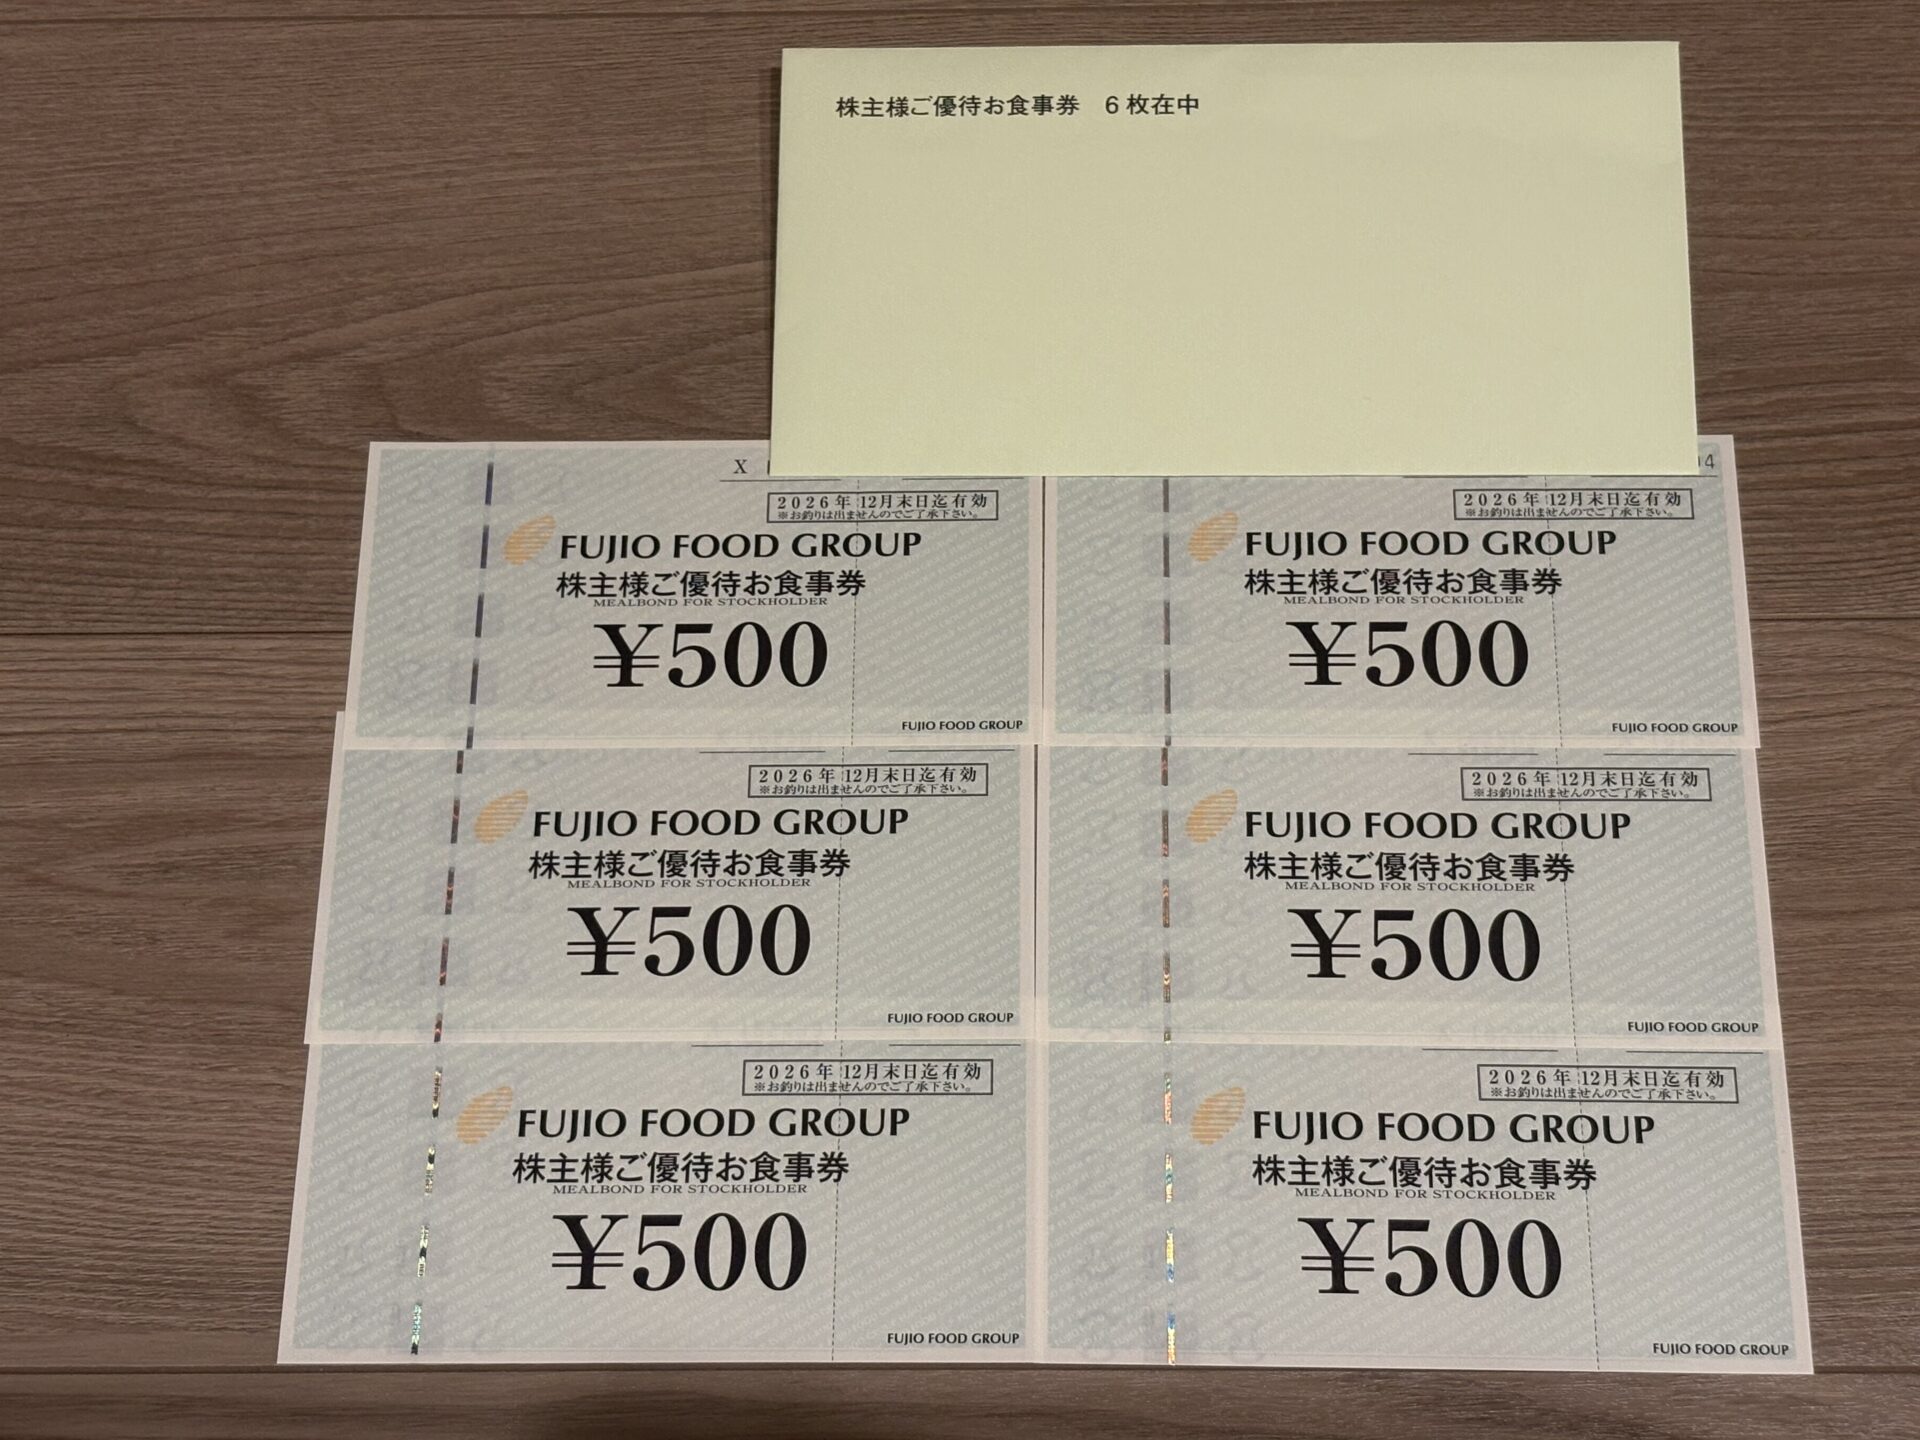 株主様ご優待お食事券　6枚在中
X
2026年12月末日迄有効
※お釣りは出ませんのでご了承下さい。
FUJIO FOOD GROUP
株主様ご優待お食事券
MEALBOND FOR STOCKHOLDER
¥500
FUJIO FOOD GROUP
4
2026年12月末日迄有効
※お釣りは出ませんのでご了承下さい。
FUJIO FOOD GROUP
株主様ご優待お食事券
MEALBOND FOR STOCKHOLDER
¥500
FUJIO FOOD GROUP
2026年12月末日迄有効
※お釣りは出ませんのでご了承下さい。
FUJIO FOOD GROUP
株主様ご優待お食事券
MEALBOND FOR STOCKHOLDER
¥500
FUJIO FOOD GROUP
2026年12月末日迄有効
※お釣りは出ませんのでご了承下さい。
FUJIO FOOD GROUP
株主様ご優待お食事券
MEALBOND FOR STOCKHOLDER
¥500
FUJIO FOOD GROUP
2026年12月末日迄有効
※お釣りは出ませんのでご了承下さい。
FUJIO FOOD GROUP
株主様ご優待お食事券
MEALBOND FOR STOCKHOLDER
¥500
FUJIO FOOD GROUP
2026年12月末日迄有効
※お釣りは出ませんのでご了承下さい。
FUJIO FOOD GROUP
株主様ご優待お食事券
MEALBOND FOR STOCKHOLDER
¥500
FUJIO FOOD GROUP